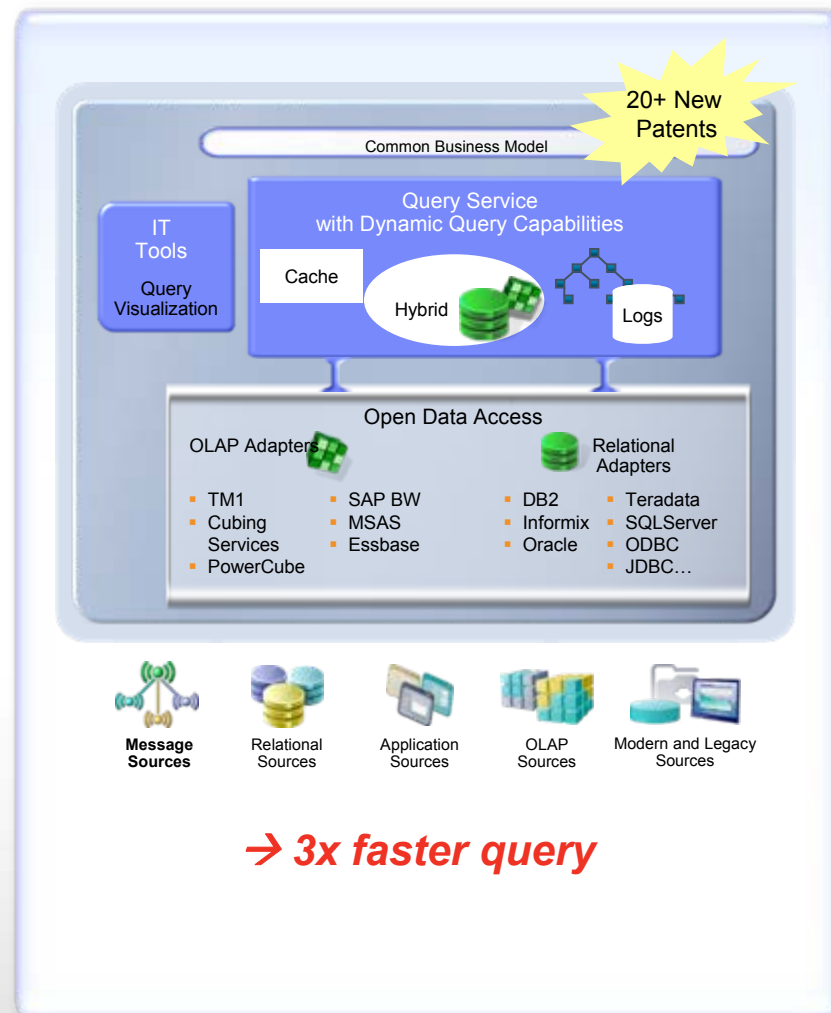 20+ New
Patents
Common Business Model
IT
Tools
Query
Visualization
Query Service
with Dynamic Query Capabilities
Cache
Hybrid
Logs
Open Data Access
OLAP Adapters
▪ TM1
▪ Cubing
Services
▪ PowerCube
▪ SAP BW
▪ MSAS
▪ Essbase
Relational
Adapters
▪ DB2
▪ Informix
▪ Oracle
▪ Teradata
▪ SQLServer
▪ ODBC
▪ JDBC…
Message
Sources
Relational
Sources
Application
Sources
OLAP
Sources
Modern and Legacy
Sources
→ 3x faster query